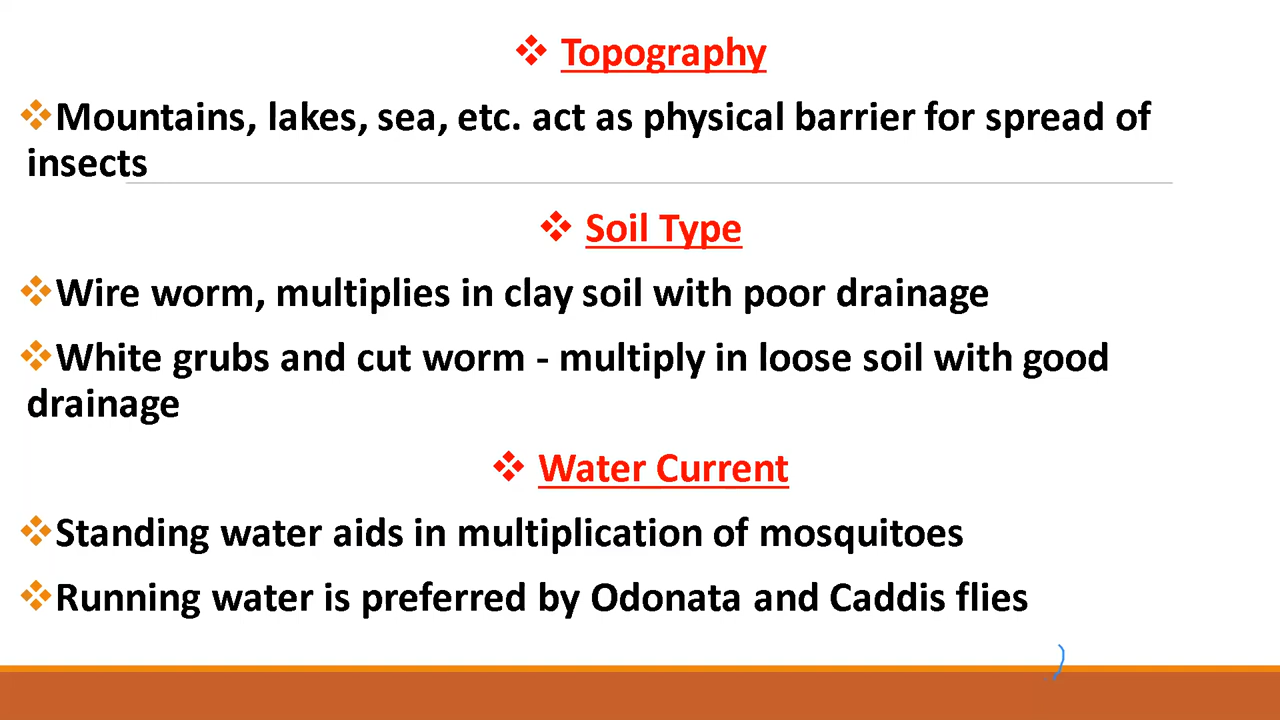 ❖ Topography
❖Mountains, lakes, sea, etc. act as physical barrier for spread of
insects
❖ Soil Type
❖Wire worm, multiplies in clay soil with poor drainage
❖White grubs and cut worm - multiply in loose soil with good
drainage
❖ Water Current
❖Standing water aids in multiplication of mosquitoes
❖Running water is preferred by Odonata and Caddis flies